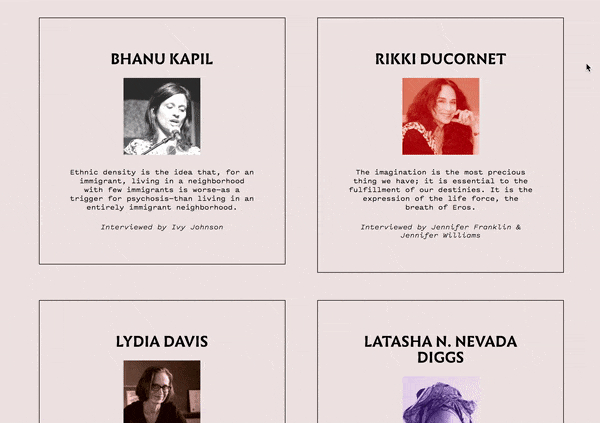 BHANU KAPIL
Ethnic density is the idea that, for an
immigrant, living in a neighborhood
with few immigrants is worse—as a
trigger for psychosis—than living in an
entirely immigrant neighborhood.
Interviewed by Ivy Johnson
RIKKI DUCORNET
The imagination is the most precious
thing we have; it is essential to the
fulfillment of our destinies. It is the
expression of the life force, the
breath of Eros.
Interviewed by Jennifer Franklin &
Jennifer Williams
LYDIA DAVIS
LATASHA N. NEVADA
DIGGS